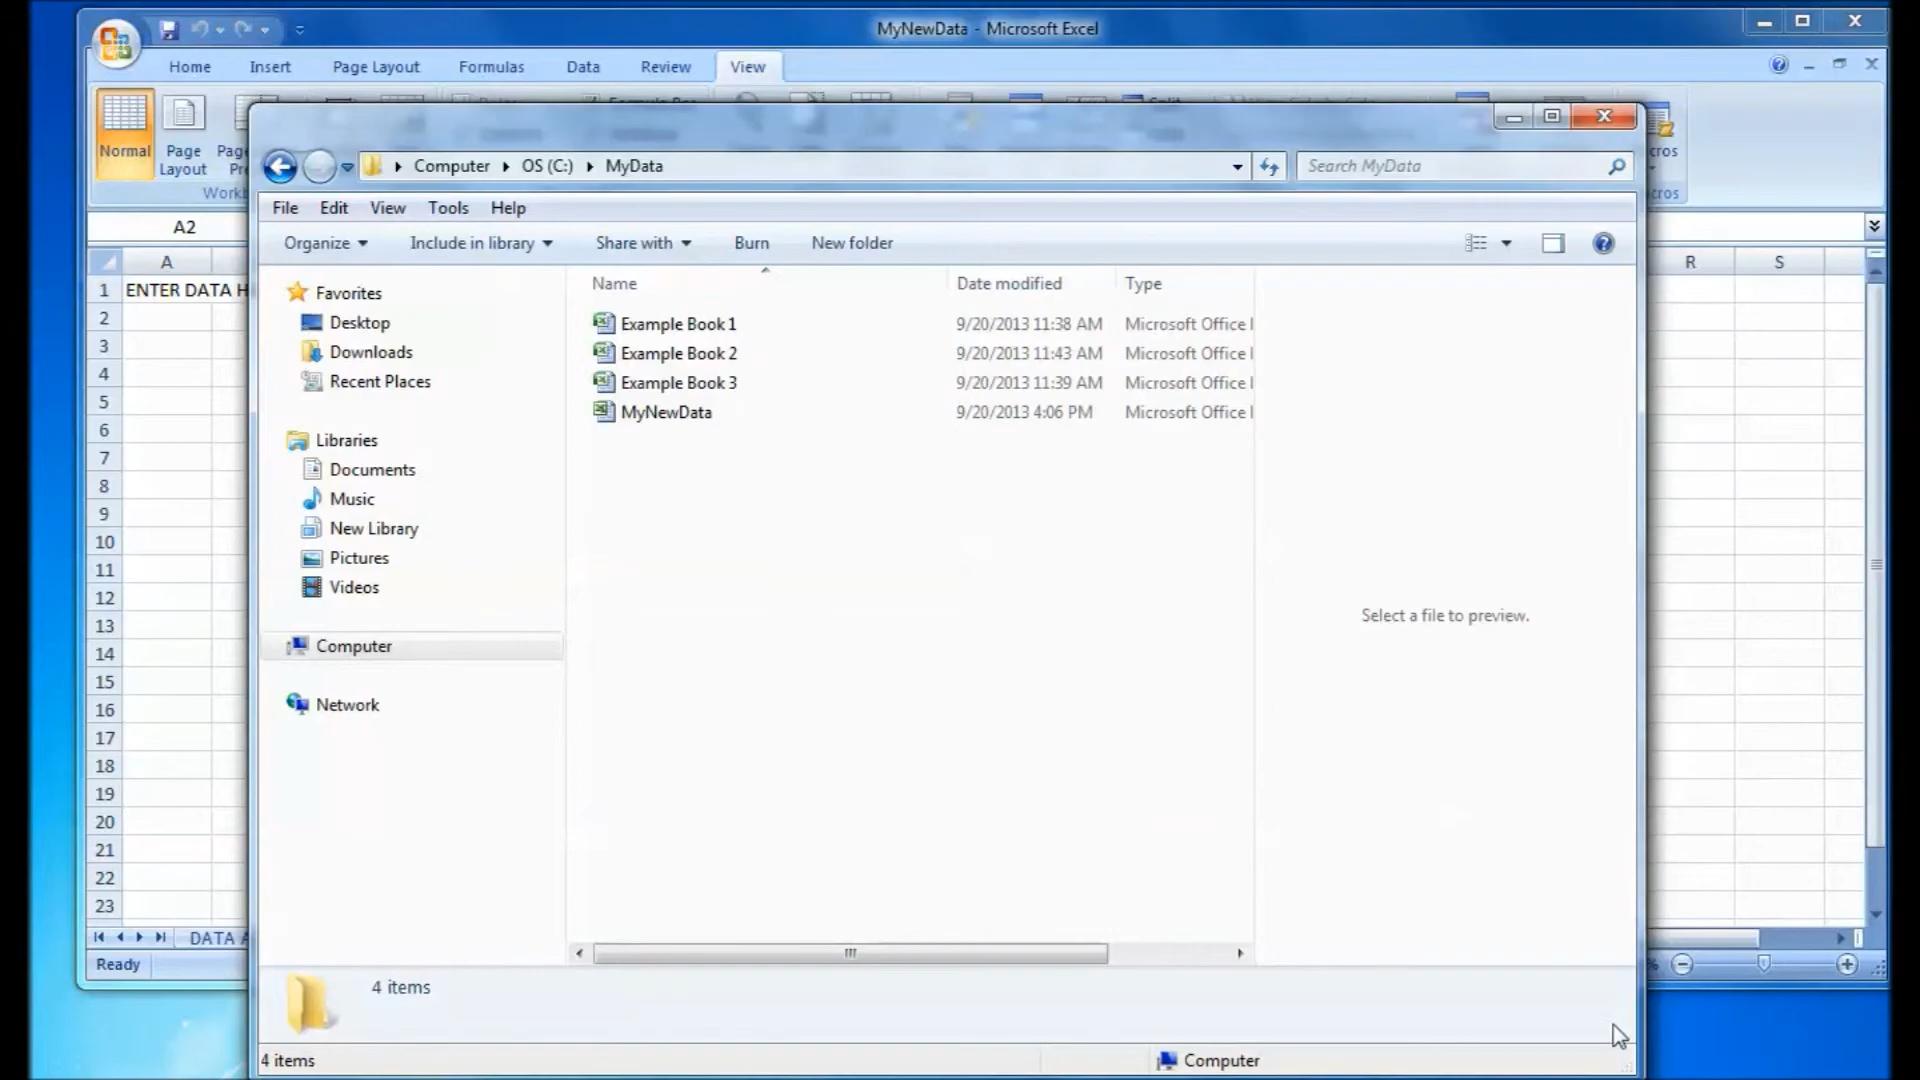 MyNewData - Microsoft Excel
Home Insert Page Layout Formulas Data Review View
Normal
Page Layout
A2
A R S
1 ENTER DATA H
2
3
4
5
6
7
8
9
10
11
12
13
14
15
16
17
18
19
20
21
22
23
DATA A
Ready
Computer OS (C:) MyData
Search MyData
File Edit View Tools Help
Organize Include in library Share with Burn New folder
Favorites
Desktop
Downloads
Recent Places
Libraries
Documents
Music
New Library
Pictures
Videos
Computer
Network
Name Date modified Type
Example Book 1 9/20/2013 11:38 AM Microsoft Office
Example Book 2 9/20/2013 11:43 AM Microsoft Office
Example Book 3 9/20/2013 11:39 AM Microsoft Office
MyNewData 9/20/2013 4:06 PM Microsoft Office
Select a file to preview.
4 items
4 items
Computer